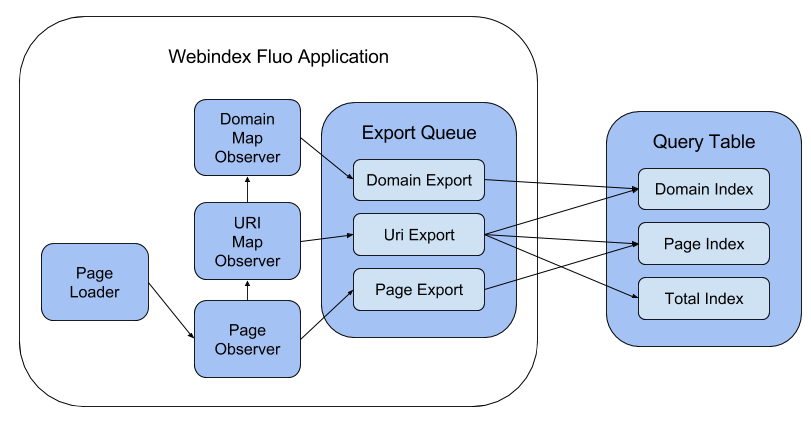 Webindex Fluo Application
Domain
Map
Observer
URI
Map
Observer
Page
Loader
Page
Observer
Export Queue
Domain Export
Uri Export
Page Export
Query Table
Domain Index
Page Index
Total Index